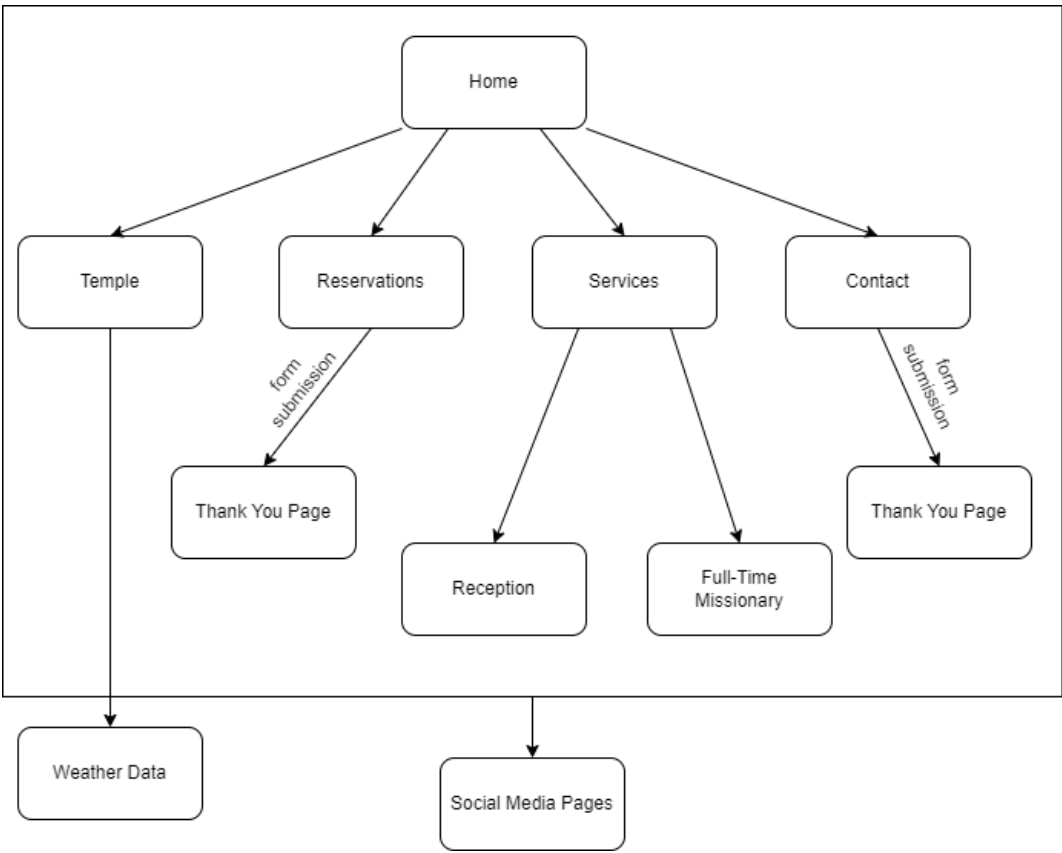 Home
Temple
Reservations
Services
Contact
form
submission
form
submission
Thank You Page
Thank You Page
Reception
Full-Time
Missionary
Weather Data
Social Media Pages